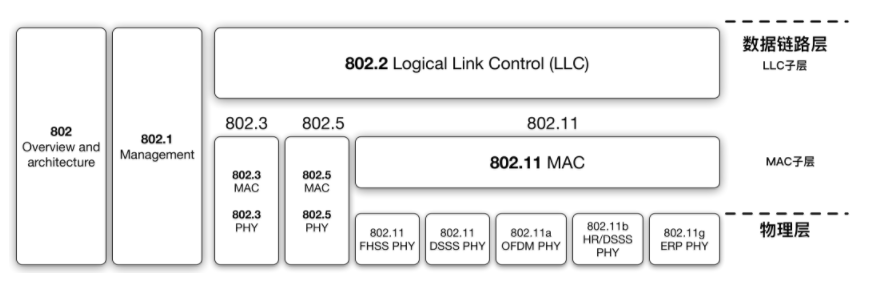 802
Overview and
architecture
802.1
Management
802.2 Logical Link Control (LLC)
数据链路层
LLC子层
802.3
802.5
802.11
802.3
MAC
802.3
PHY
802.5
MAC
802.5
PHY
802.11 MAC
MAC子层
802.11
FHSS PHY
802.11
DSSS PHY
802.11a
OFDM PHY
802.11b
HR/DSSS
PHY
802.11g
ERP PHY
物理层